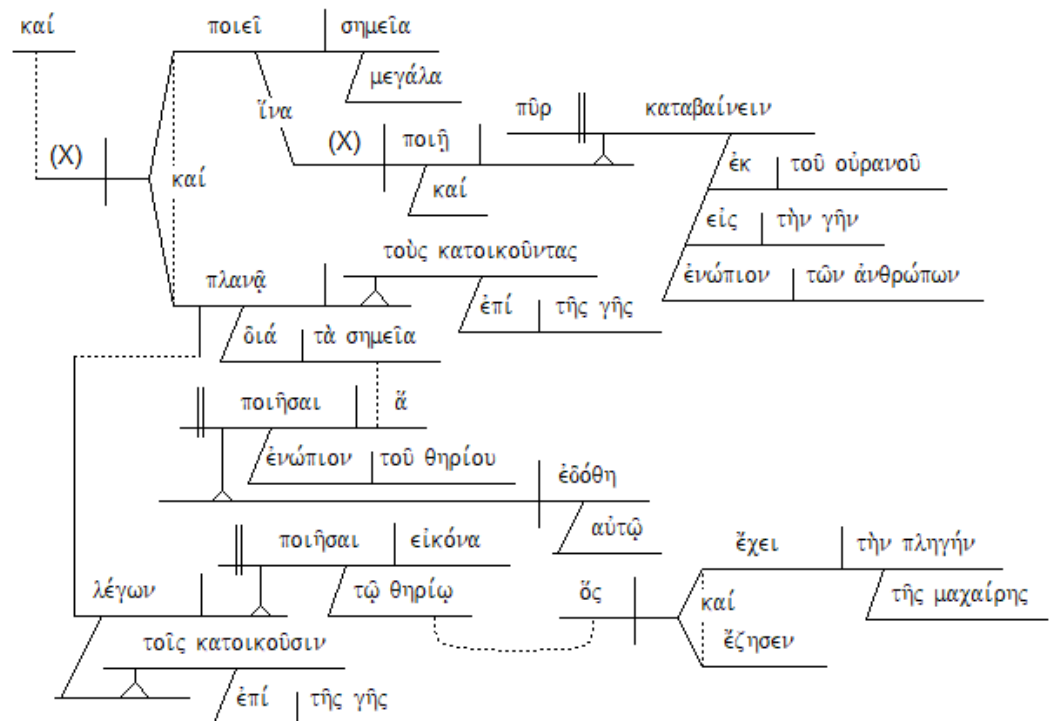 καί
ποιεῖ σημεῖα
μεγάλα
ἵνα
πῦρ καταβαίνειν
(X) καί (X) ποιῇ
καί
ἐκ τοῦ οὐρανοῦ
εἰς τὴν γῆν
τοὺς κατοικοῦντας
πλανᾷ
ἐνώπιον τῶν ἀνθρώπων
ἐπί τῆς γῆς
διά τὰ σημεῖα
ποιῆσαι ἅ
ἐνώπιον τοῦ θηρίου
ἐδόθη
αὐτῷ
ποιῆσαι εἰκόνα
ἔχει τὴν πληγήν
λέγων τῷ θηρίῳ ὅς καί τῆς μαχαίρης
τοῖς κατοικοῦσιν
ἔζησεν
ἐπί τῆς γῆς